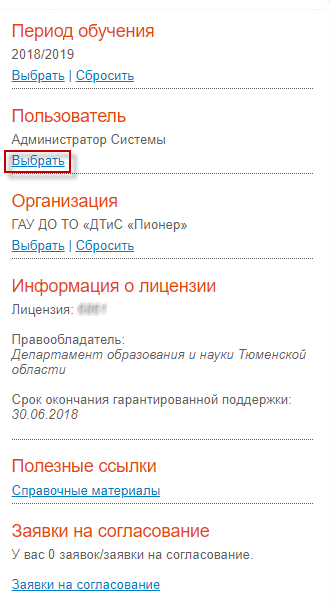 Период обучения
2018/2019
Выбрать | Сбросить
Пользователь
Администратор Системы
Выбрать
Организация
ГАУ ДО ТО «ДТиС «Пионер»
Выбрать | Сбросить
Информация о лицензии
Лицензия:
Правообладатель:
Департамент образования и науки Тюменской
области
Срок окончания гарантированной поддержки:
30.06.2018
Полезные ссылки
Справочные материалы
Заявки на согласование
У вас 0 заявок/заявки на согласование.
Заявки на согласование